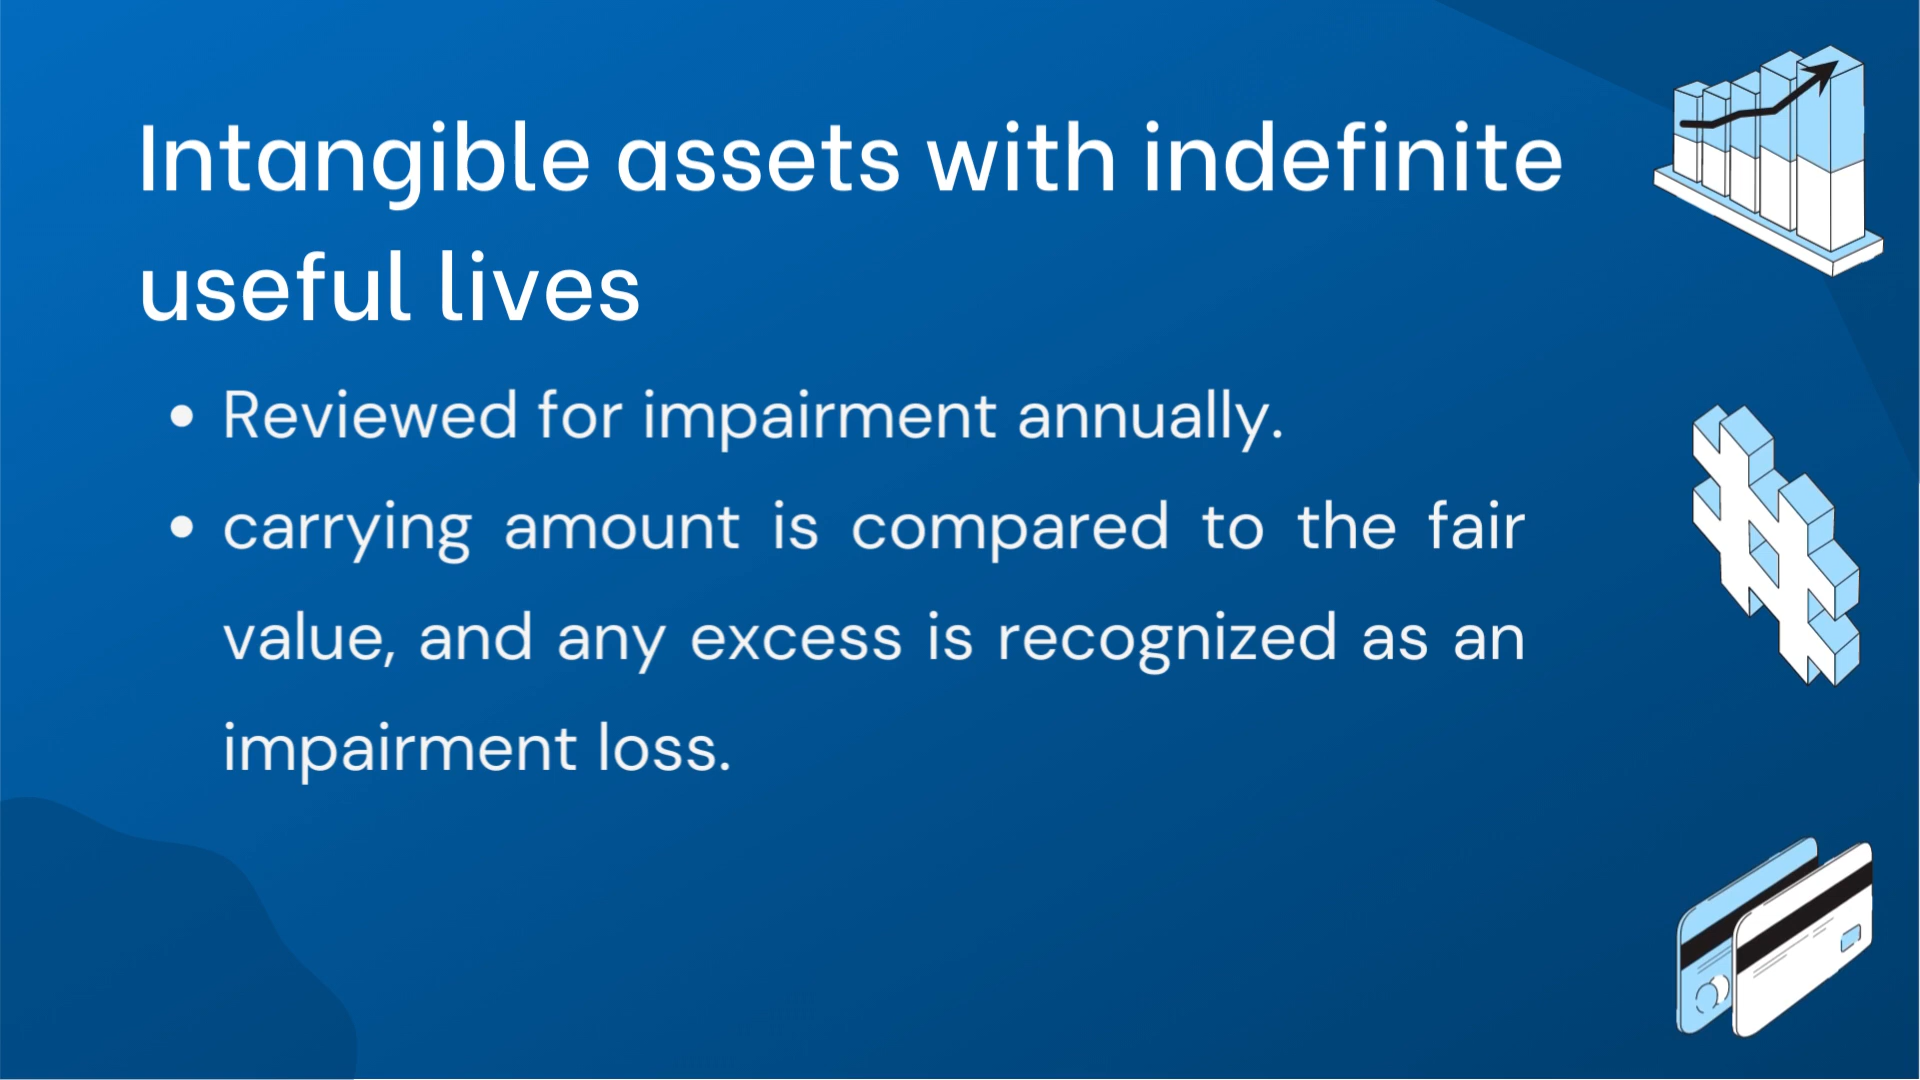 Intangible assets with indefinite
useful lives
• Reviewed for impairment annually.
• carrying amount is compared to the fair
value, and any excess is recognized as an
impairment loss.